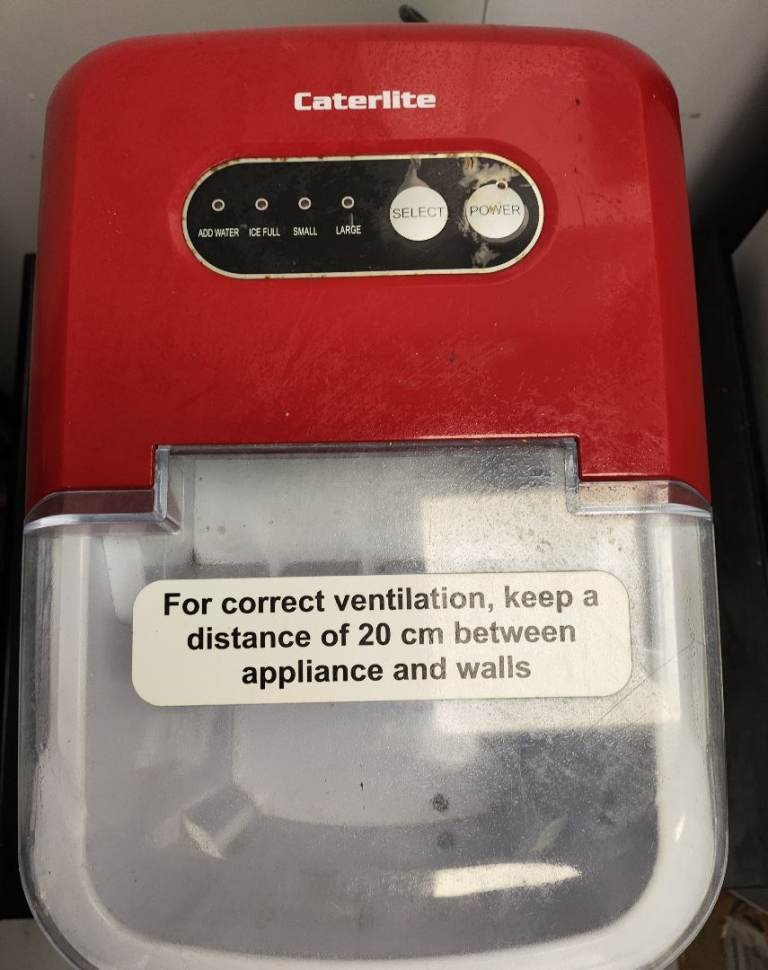 Caterlite
ADD WATER ICE FULL SMALL LARGE SELECT POWER
For correct ventilation, keep a
distance of 20 cm between
appliance and walls